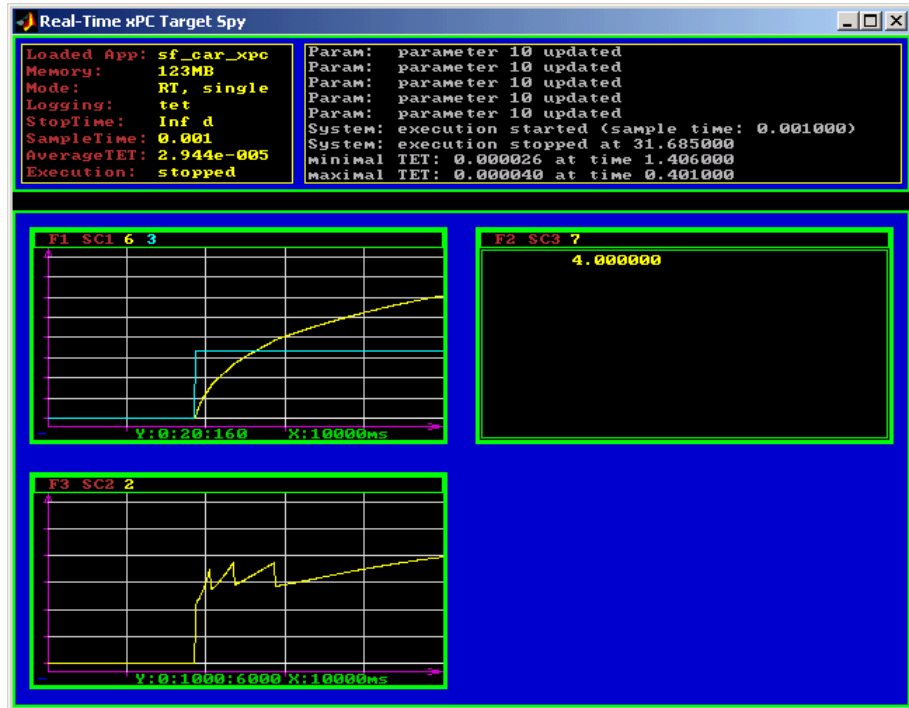 Real-Time xPC Target Spy
Loaded App: sf_car_xpc
Memory: 123MB
Mode: RT, single
Logging: tet
StopTime: Inf d
SampleTime: 0.001
AverageTET: 2.944e-005
Execution: stopped
Param: parameter 10 updated
Param: parameter 10 updated
Param: parameter 10 updated
Param: parameter 10 updated
Param: parameter 10 updated
System: execution started (sample time: 0.001000)
System: execution stopped at 31.685000
minimal TET: 0.000026 at time 1.406000
maximal TET: 0.000040 at time 0.401000
F1 SC1 6 3
Y:0:20:160 X:10000ms
F2 SC3 7
4.000000
F3 SC2 2
Y:0:1000:6000 X:10000ms